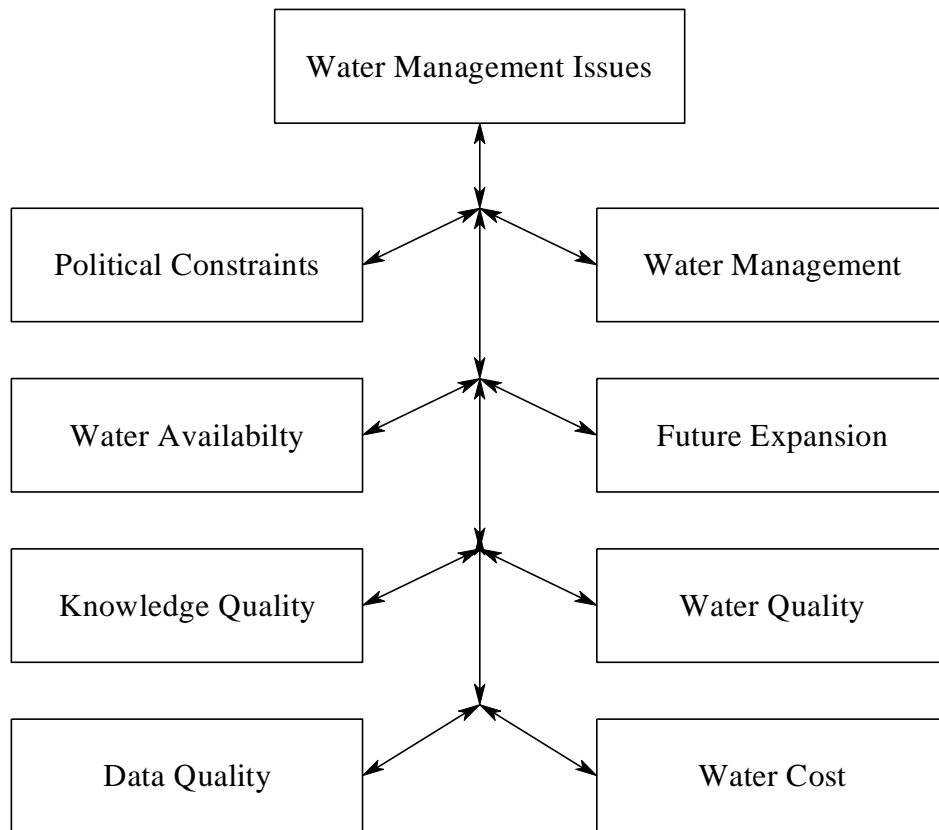 Water Management Issues
Political Constraints
Water Management
Water Availabilty
Future Expansion
Knowledge Quality
Water Quality
Data Quality
Water Cost